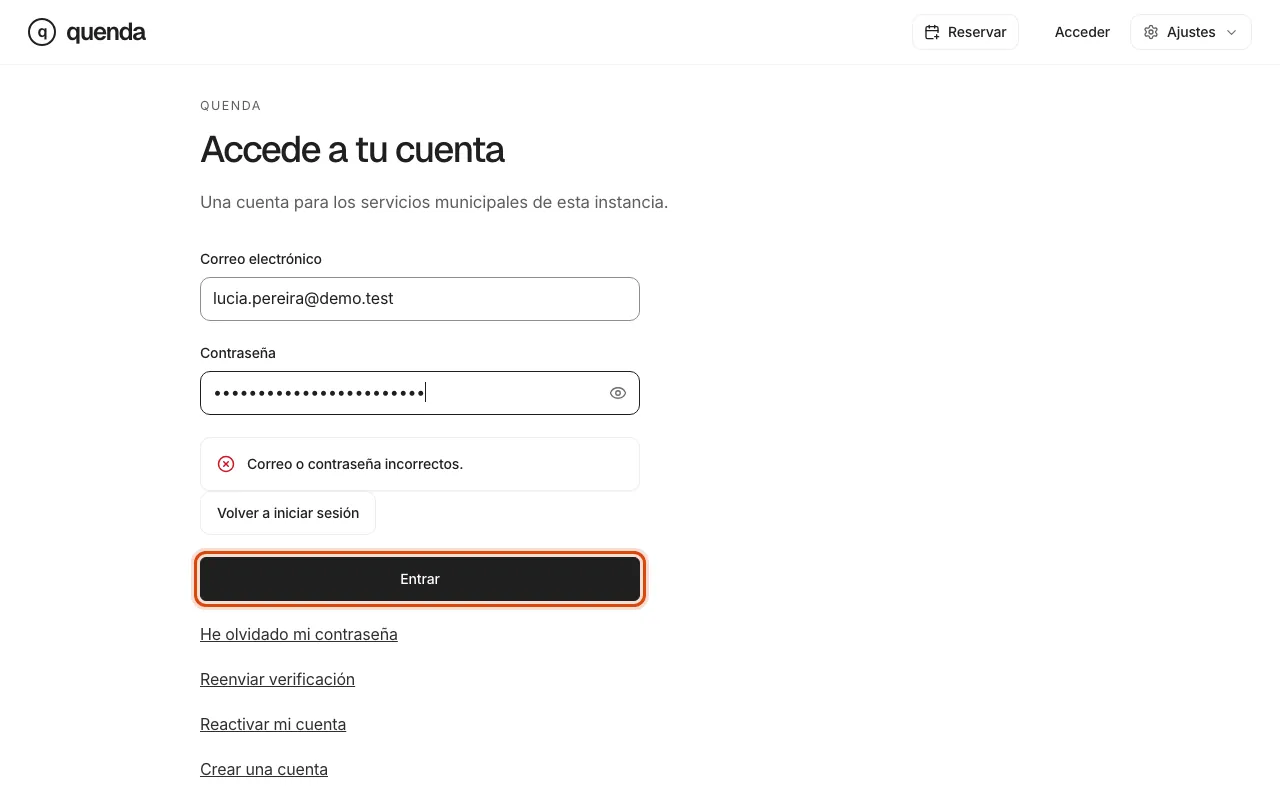 q quenda
Reservar
Acceder
Ajustes
QUENDA
Accede a tu cuenta
Una cuenta para los servicios municipales de esta instancia.
Correo electrónico
lucia.pereira@demo.test
Contraseña
••••••••••••••••••••••••
Correo o contraseña incorrectos.
Volver a iniciar sesión
Entrar
He olvidado mi contraseña
Reenviar verificación
Reactivar mi cuenta
Crear una cuenta